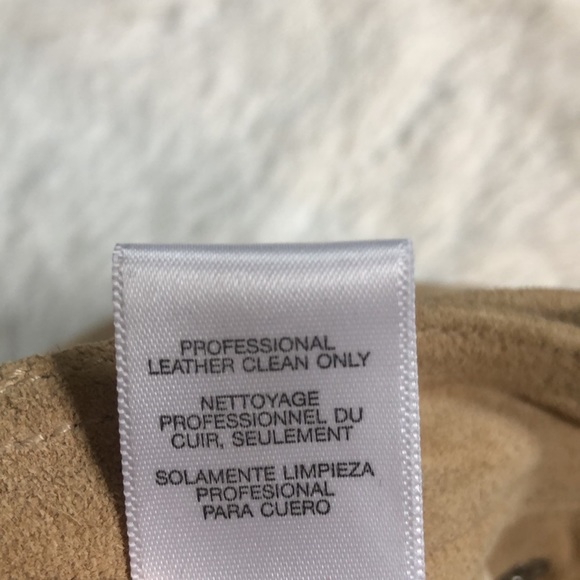 PROFESSIONAL
LEATHER CLEAN ONLY
NETTOYAGE
PROFESSIONNEL DU
CUIR, SEULEMENT
SOLAMENTE LIMPIEZA
PROFESIONAL
PARA CUERO